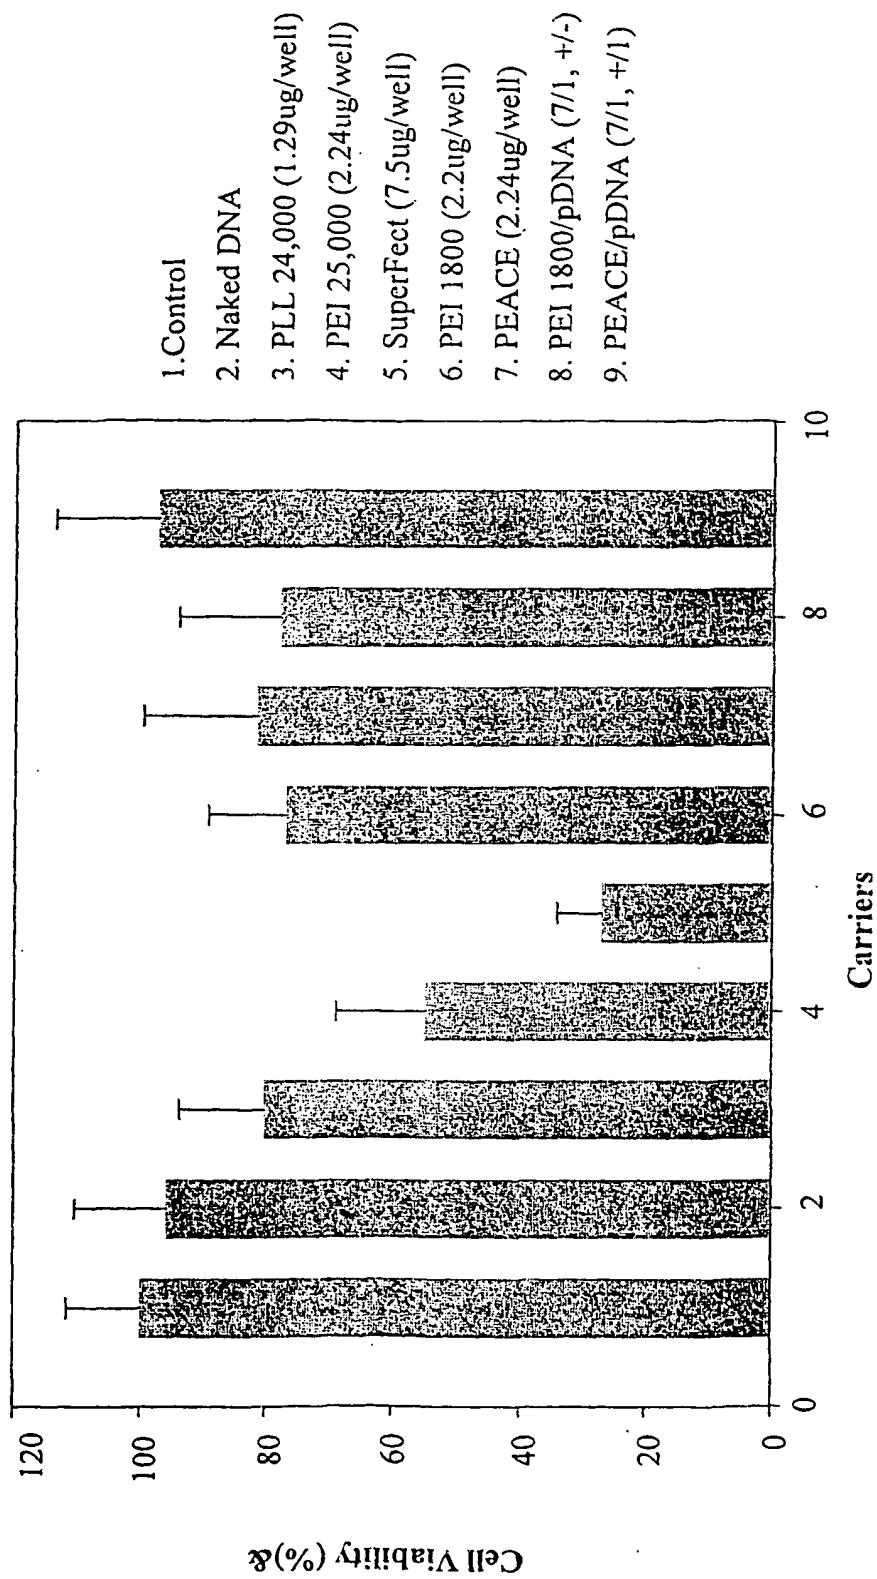 Cell Viability (%)&
120
100
80
60
40
20
0
0
2
4
6
8
10
Carriers
1.Control
2. Naked DNA
3. PLL 24,000 (1.29ug/well)
4. PEI 25,000 (2.24ug/well)
5. SuperFect (7.5ug/well)
6. PEI 1800 (2.2ug/well)
7. PEACE (2.24ug/well)
8. PEI 1800/pDNA (7/1, +/-)
9. PEACE/pDNA (7/1, +/1)